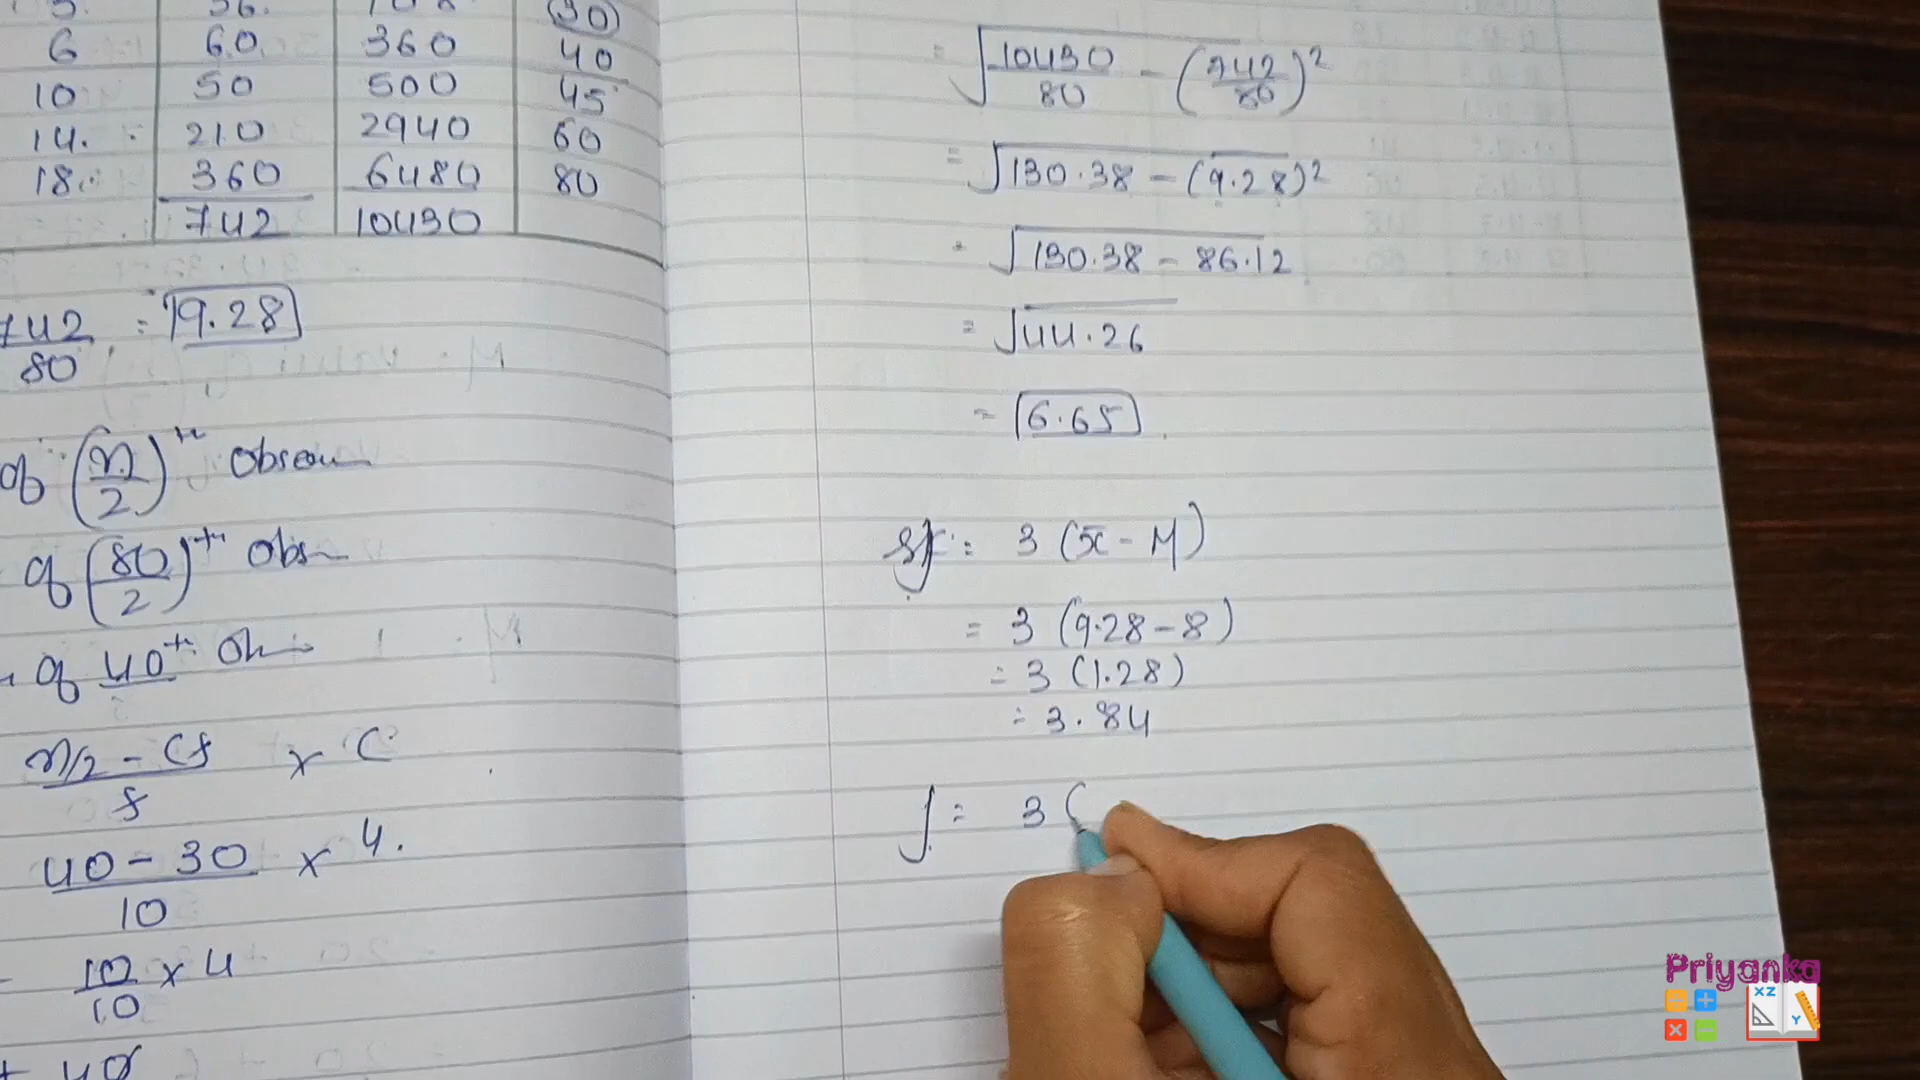 6 60 360 40
10 50 500 45
14. 210 2940 60
18. 360 6480 80
742 10430
742/80 = 9.28
of (n/2)th
of (80/2)th Obs
of 40th
n/2 - Cf / f x C
40 - 30 / 10 x 4.
10/10 x 4
= √10430/80 - (742/80)²
= √130.38 - (9.28)²
= √130.38 - 86.12
= √44.26
= 6.65
Skf = 3 (x̄ - M)
= 3 (9.28 - 8)
= 3 (1.28)
= 3.84
J = 3 (
Priyanka
XZ
Y